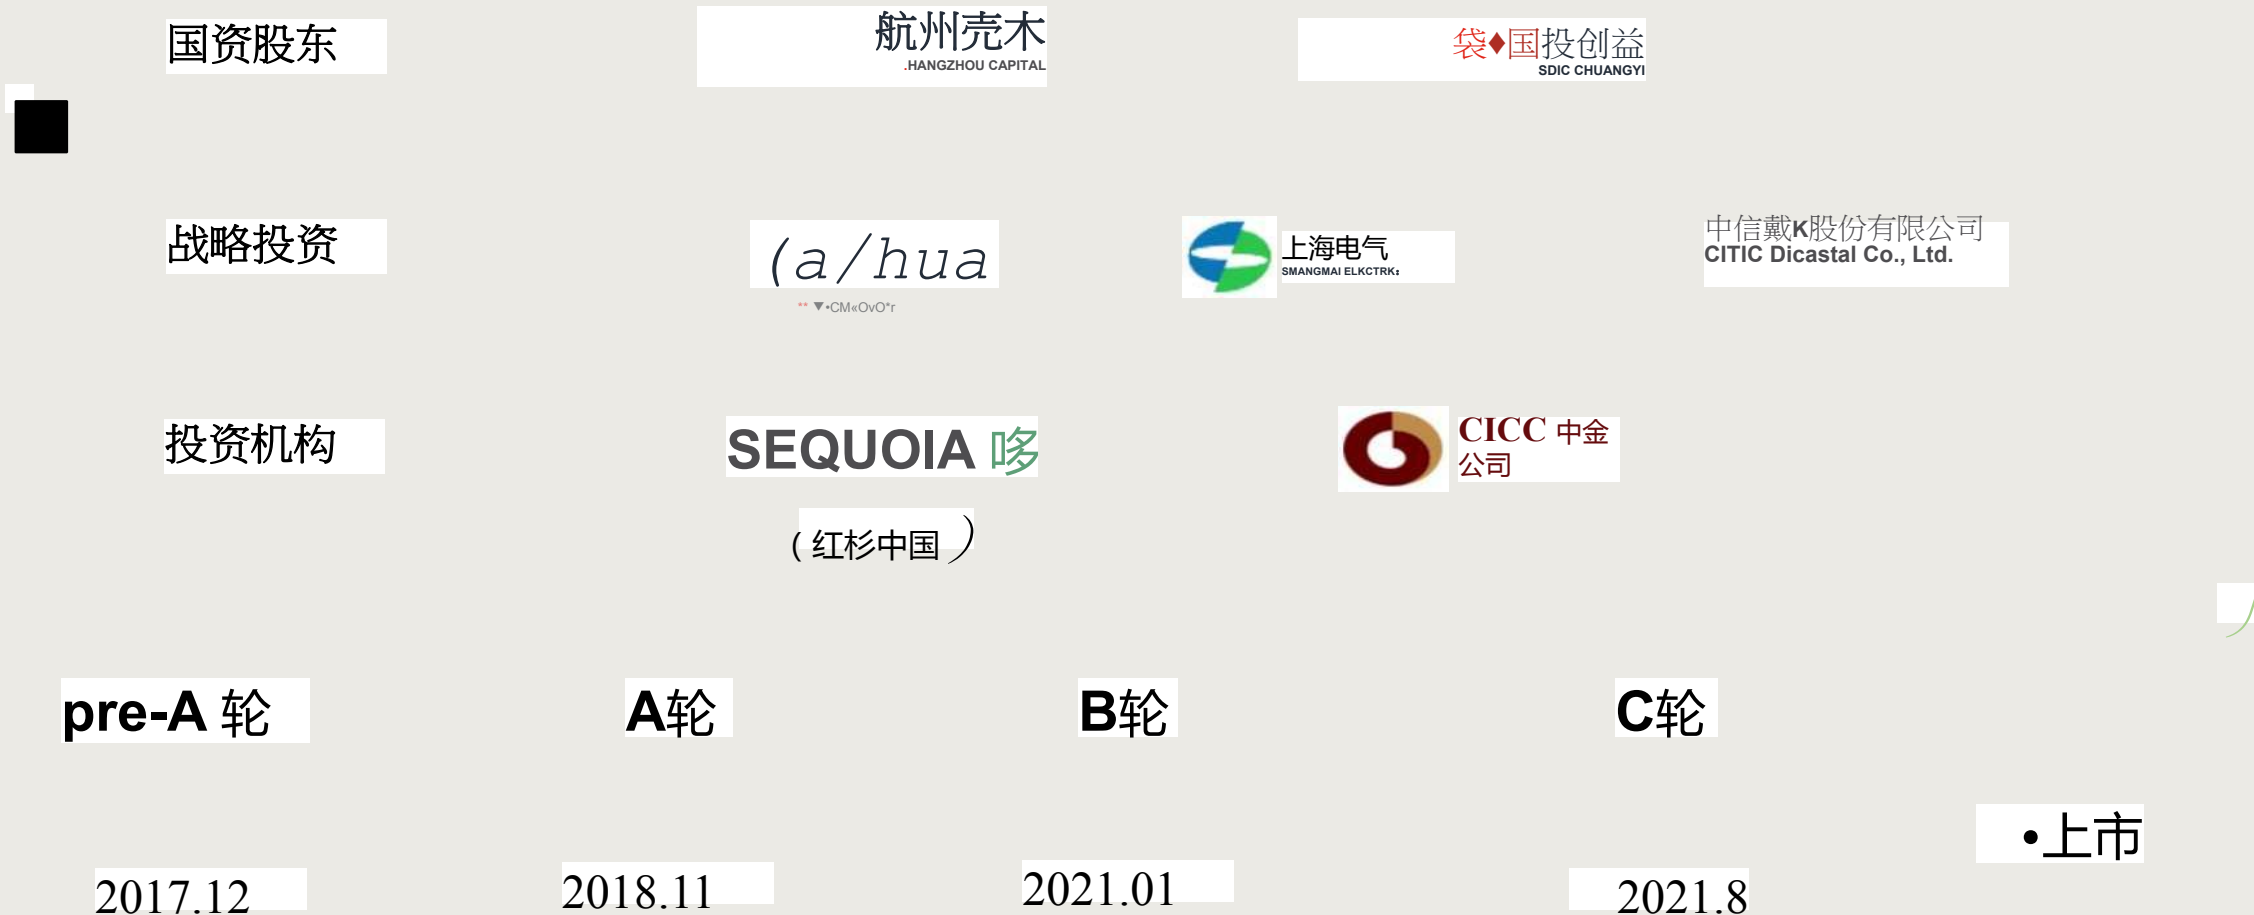 国资股东
航州壳木
.HANGZHOU CAPITAL
袋♦国投创益
SDIC CHUANGYI
战略投资
(a/hua
** ▼•CM«OvO*r
上海电气
SMANGMAI ELKCTRK:
中信戴K股份有限公司
CITIC Dicastal Co., Ltd.
投资机构
SEQUOIA 哆
（红杉中国）
CICC 中金
公司
pre-A 轮
A轮
B轮
C轮
•上市
2017.12
2018.11
2021.01
2021.8